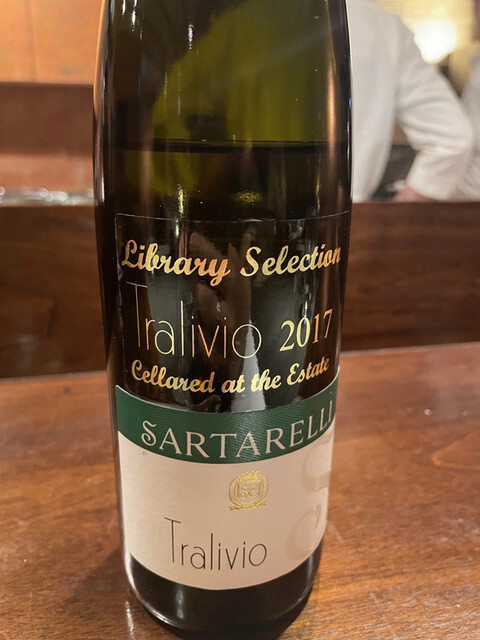 Library Selection
Tralivio 2017
Cellared at the Estate
SARTARELLI
Tralivio